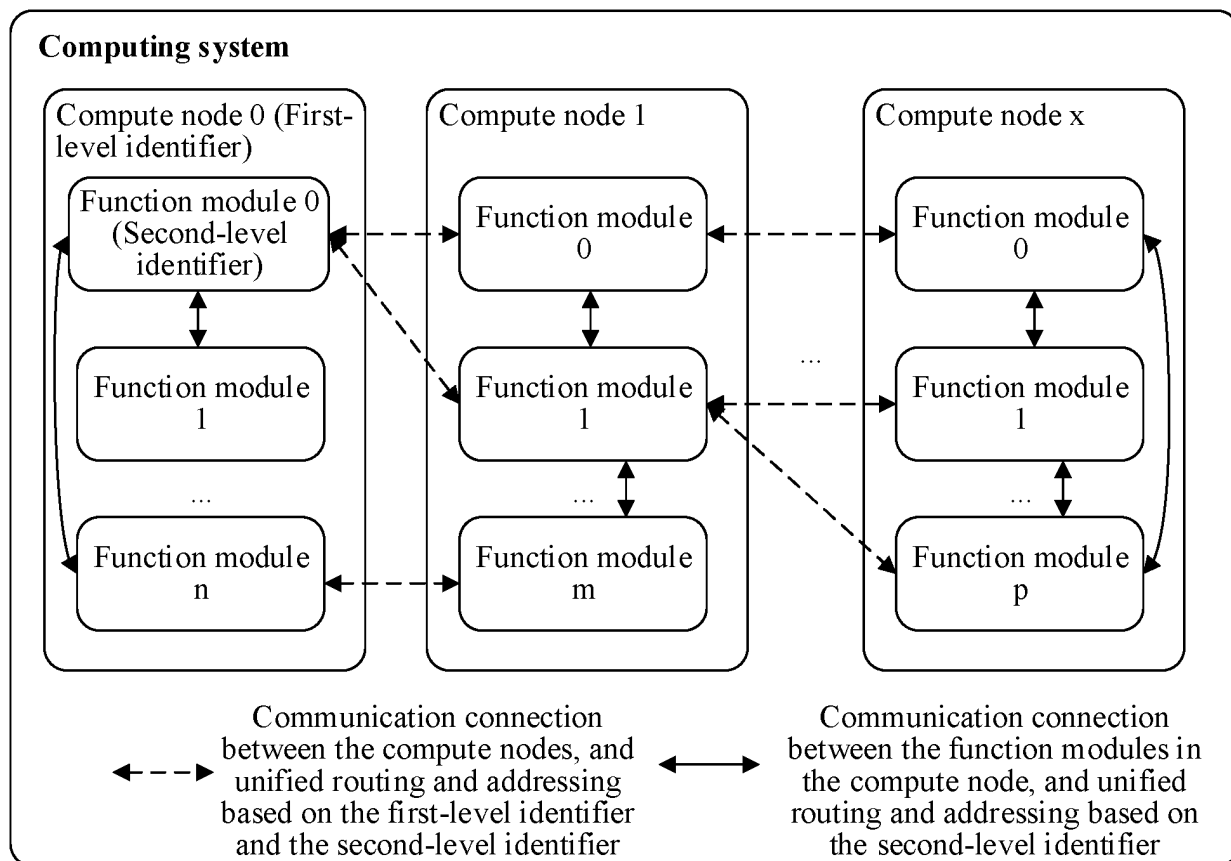 Computing system
Compute node 0 (First-
level identifier)
Function module 0
(Second-level
identifier)
Function module
1
...
Function module
n
Compute node 1
Function module
0
Function module
1
...
Function module
m
...
Compute node x
Function module
0
Function module
1
...
Function module
p
Communication connection
between the compute nodes, and
unified routing and addressing
based on the first-level identifier
and the second-level identifier
Communication connection
between the function modules in
the compute node, and unified
routing and addressing based on
the second-level identifier